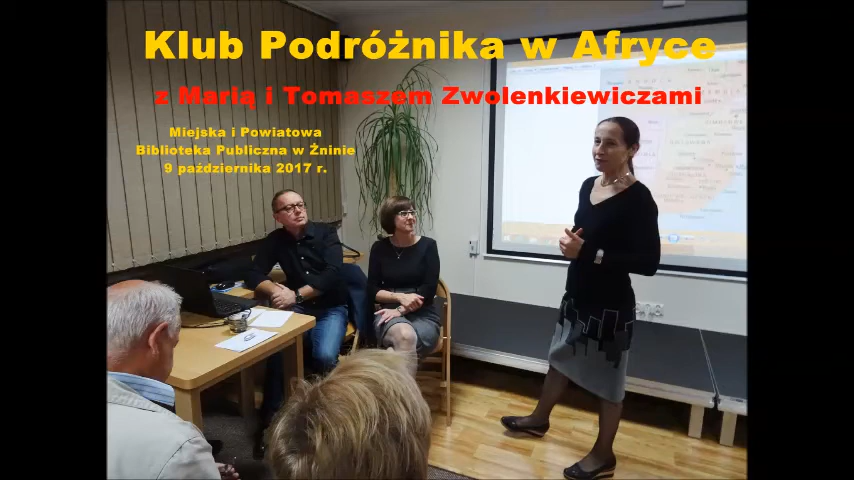 Klub Podróżnika w Afryce
z Marią i Tomaszem Zwolenkiewiczami
Miejska i Powiatowa
Biblioteka Publiczna w Żninie
9 października 2017 r.